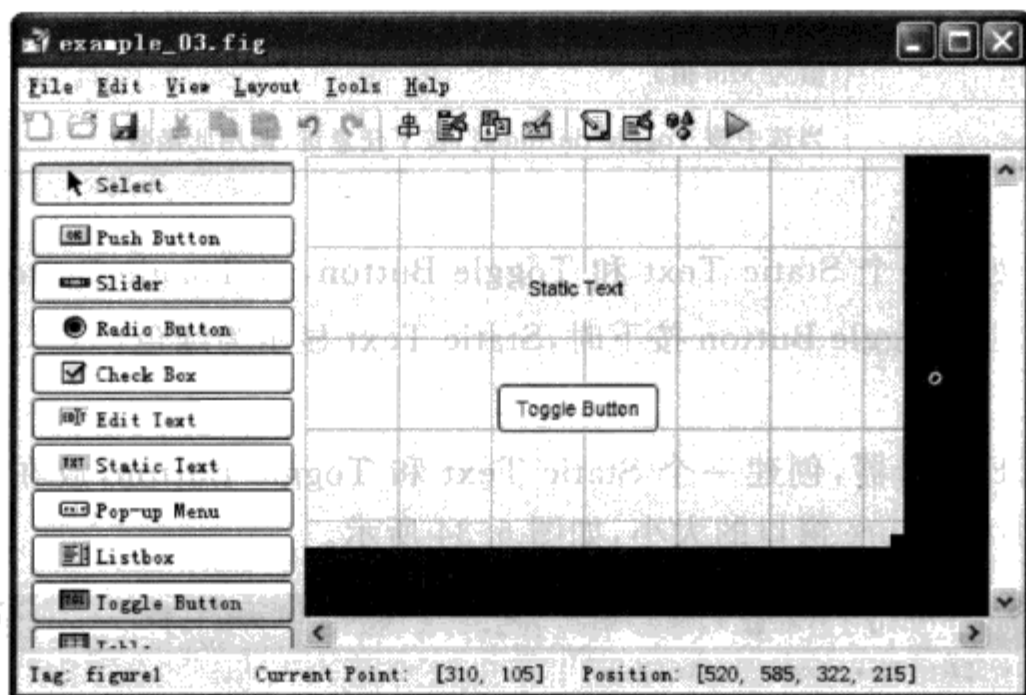 example_03.fig
File Edit View Layout Tools Help
Select
Push Button
Slider
Radio Button
Check Box
Edit Text
Static Text
Pop-up Menu
Listbox
Toggle Button
Static Text
Toggle Button
Tag: figure1 Current Point: [310, 105] Position: [520, 585, 322, 215]